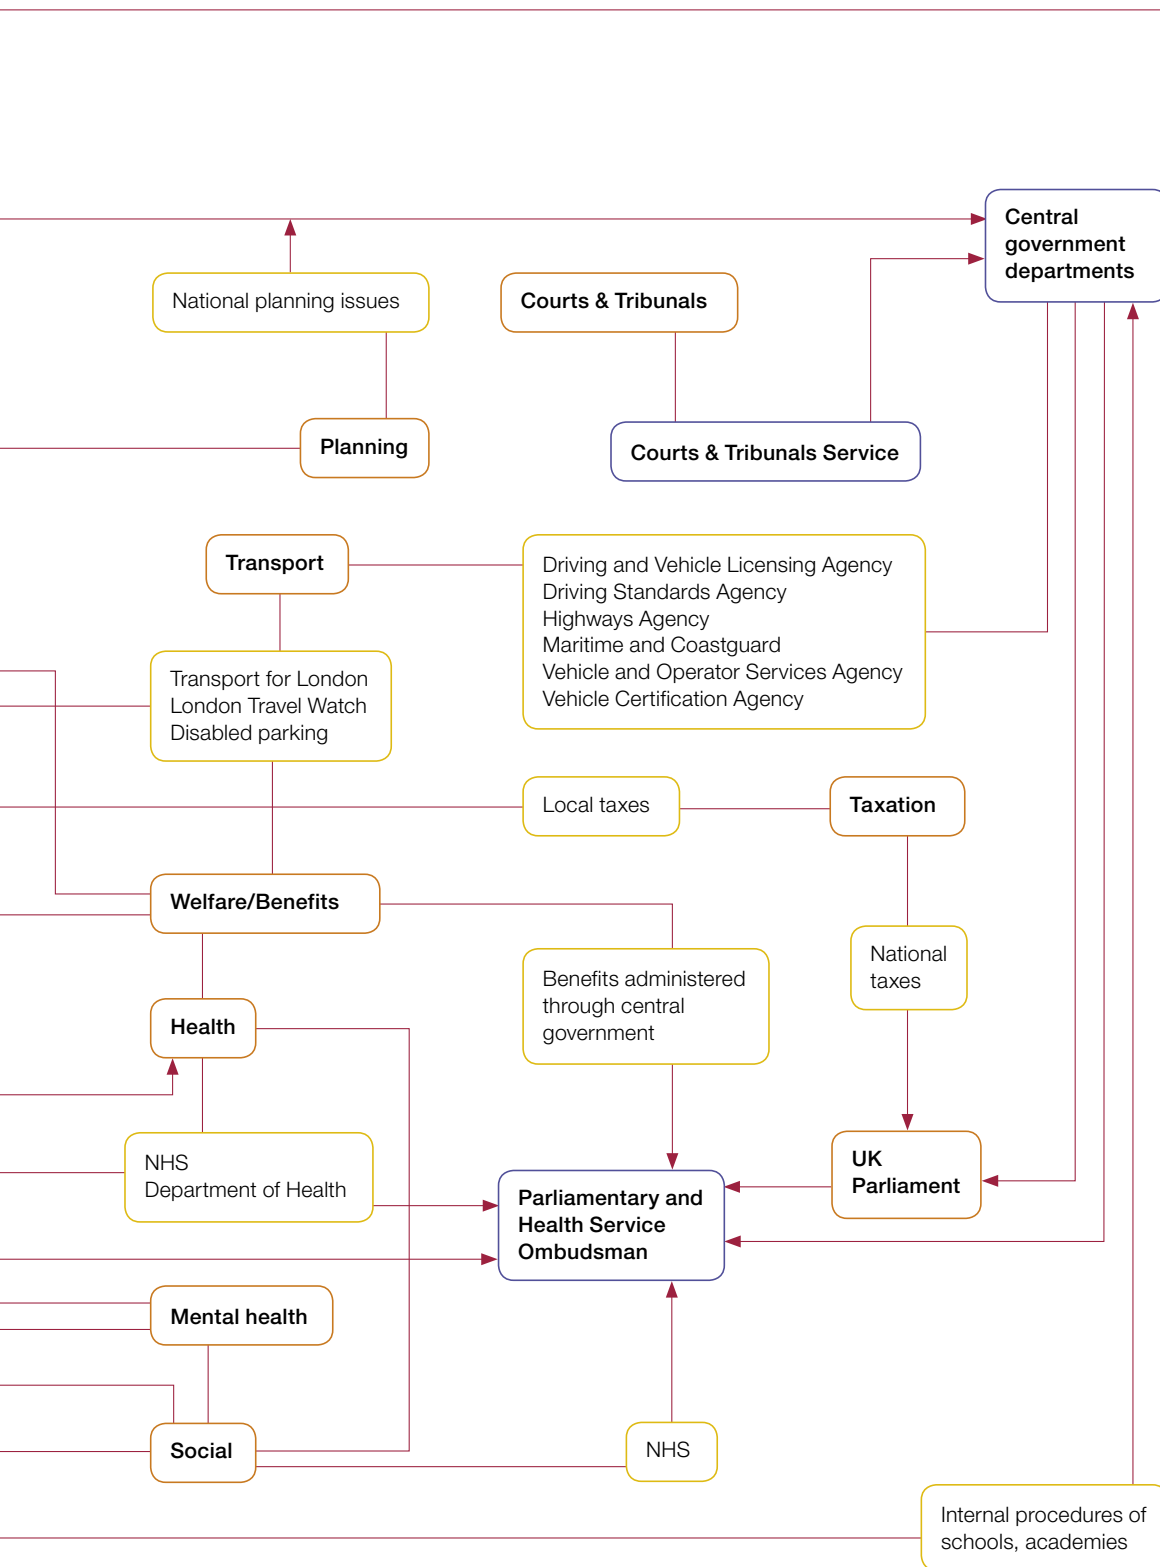 Central
government
departments
National planning issues
Courts & Tribunals
Planning
Courts & Tribunals Service
Transport
Driving and Vehicle Licensing Agency
Driving Standards Agency
Highways Agency
Maritime and Coastguard
Vehicle and Operator Services Agency
Vehicle Certification Agency
Transport for London
London Travel Watch
Disabled parking
Local taxes
Taxation
Welfare/Benefits
National
taxes
Benefits administered
through central
government
Health
NHS
Department of Health
UK
Parliament
Parliamentary and
Health Service
Ombudsman
Mental health
Social
NHS
Internal procedures of
schools, academies